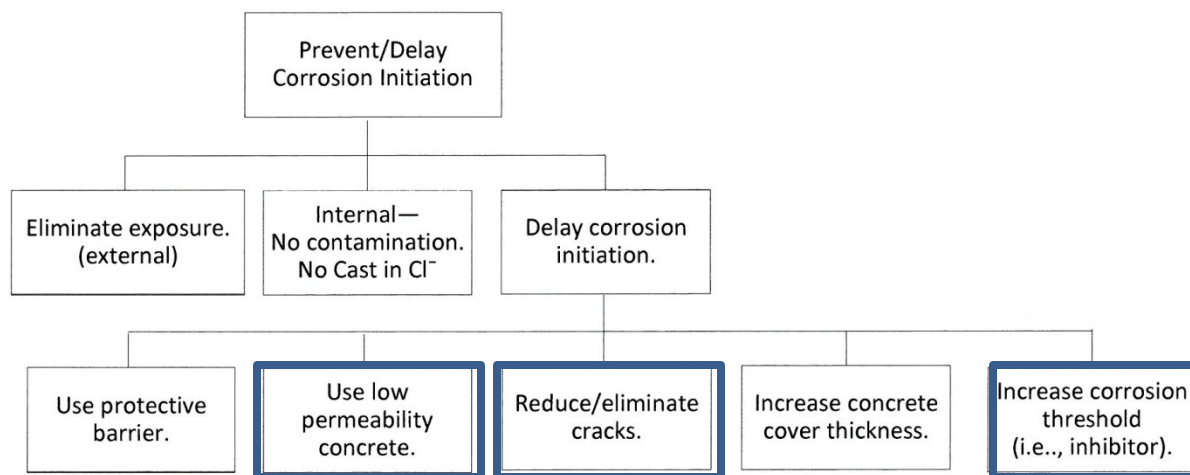 Prevent/Delay
Corrosion Initiation
Eliminate exposure.
(external)
Internal—
No contamination.
No Cast in Cl⁻
Delay corrosion
initiation.
Use protective
barrier.
Use low
permeability
concrete.
Reduce/eliminate
cracks.
Increase concrete
cover thickness.
Increase corrosion
threshold
(i.e.., inhibitor).